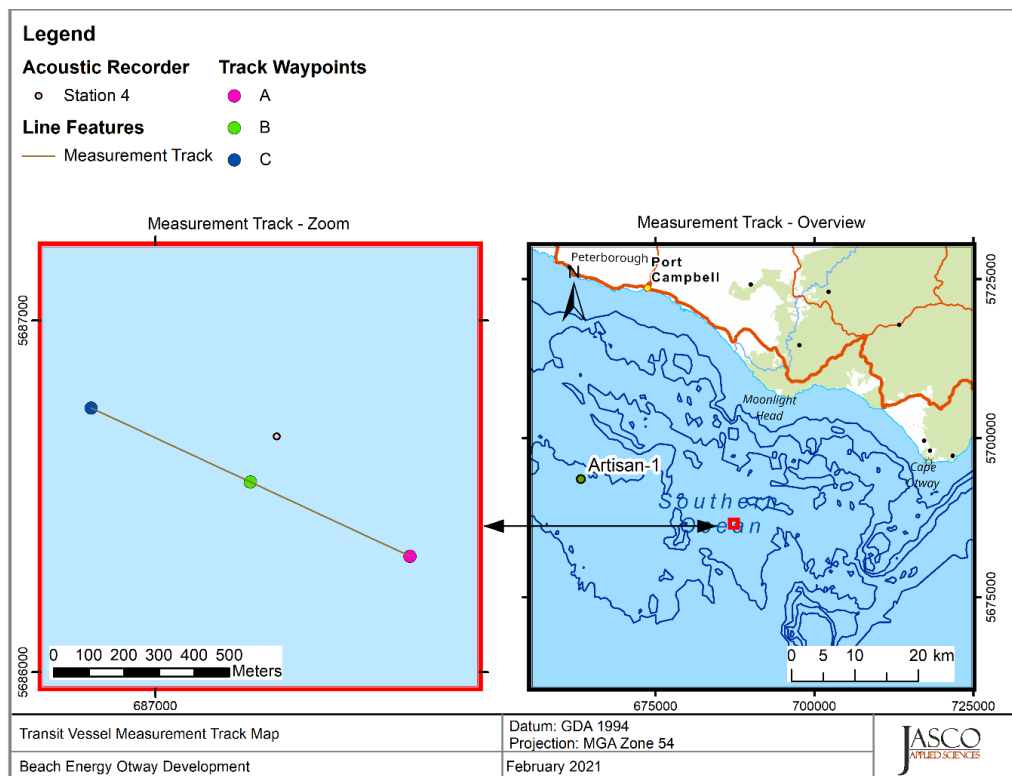 Legend
Acoustic Recorder
Station 4
Line Features
Measurement Track
Track Waypoints
A
B
C
Measurement Track - Zoom
687000
5687000
5686000
0 100 200 300 400 500
Meters
687000
Measurement Track - Overview
Peterborough
Port
Campbell
N
Moonlight
Head
Cape
Otway
Artisan-1
Southern
Ocean
0 5 10 20 km
5725000
5700000
5675000
675000 700000 725000
Transit Vessel Measurement Track Map
Beach Energy Otway Development
Datum: GDA 1994
Projection: MGA Zone 54
February 2021
JASCO
APPLIED SCIENCES